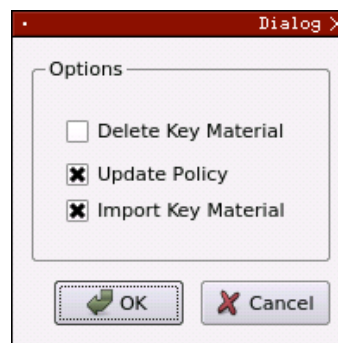 Dialog
Options
Delete Key Material
Update Policy
Import Key Material
OK Cancel